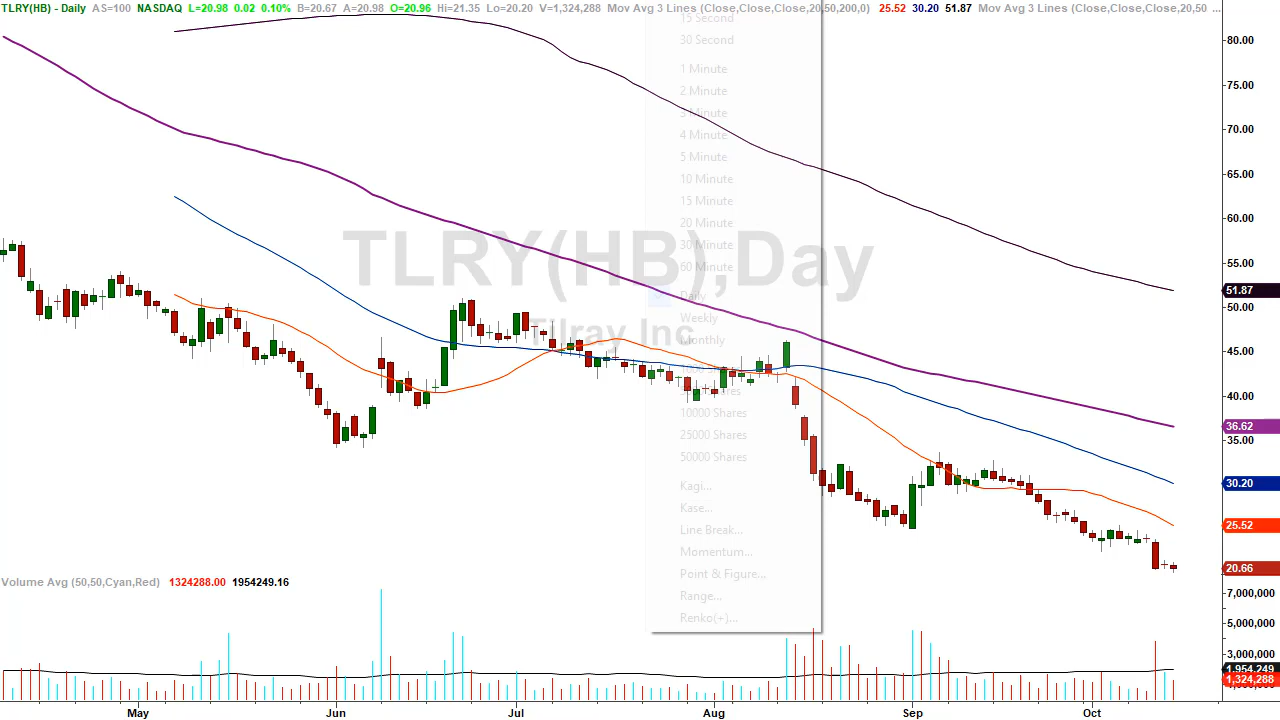 TLRY(HB) - Daily AS=100 NASDAQ L=20.98 0.02 0.10% B=20.67 A=20.98 O=20.96 Hi=21.35 Lo=20.20 V=1,324,288 Mov Avg 3 Lines (Close,Close,Close,20,50,200,0) 25.52 30.20 51.87 Mov Avg 3 Lines (Close,Close,Close,20,50 ...
15 Second
30 Second
1 Minute
2 Minute
3 Minute
4 Minute
5 Minute
10 Minute
15 Minute
20 Minute
30 Minute
60 Minute
Daily
Weekly
Monthly
10000 Shares
25000 Shares
50000 Shares
Kagi...
Kase...
Line Break...
Momentum...
Point & Figure...
Range...
Renko(+)...
TLRY(HB),Day
Tilray Inc
80.00
75.00
70.00
65.00
60.00
55.00
51.87
50.00
45.00
40.00
36.62
35.00
30.20
25.52
20.66
Volume Avg (50,50,Cyan,Red) 1324288.00 1954249.16
7,000,000
5,000,000
3,000,000
1,954,249
1,324,288
May Jun Jul Aug Sep Oct